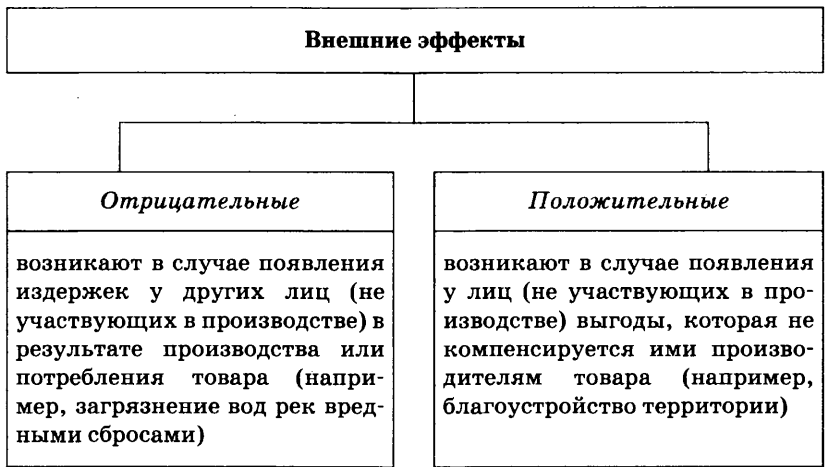 Внешние эффекты
Отрицательные
возникают в случае появления
издержек у других лиц (не
участвующих в производстве) в
результате производства или
потребления товара (напри-
мер, загрязнение вод рек вред-
ными сбросами)
Положительные
возникают в случае появления
у лиц (не участвующих в про-
изводстве) выгоды, которая не
компенсируется ими произво-
дителям товара (например,
благоустройство территории)